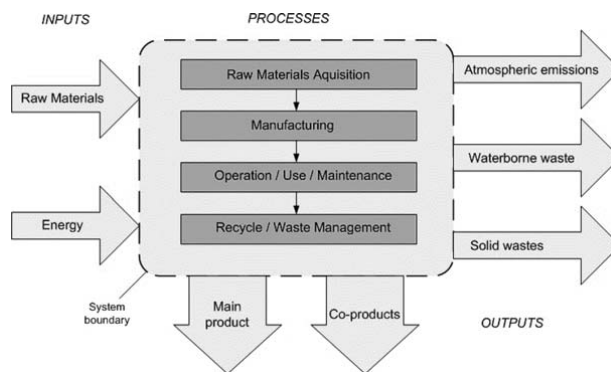 INPUTS
PROCESSES
Raw Materials Aquisition
Atmospheric emissions
Raw Materials
Manufacturing
Waterborne waste
Operation / Use / Maintenance
Energy
Recycle / Waste Management
Solid wastes
System
boundary
Main
product
Co-products
OUTPUTS